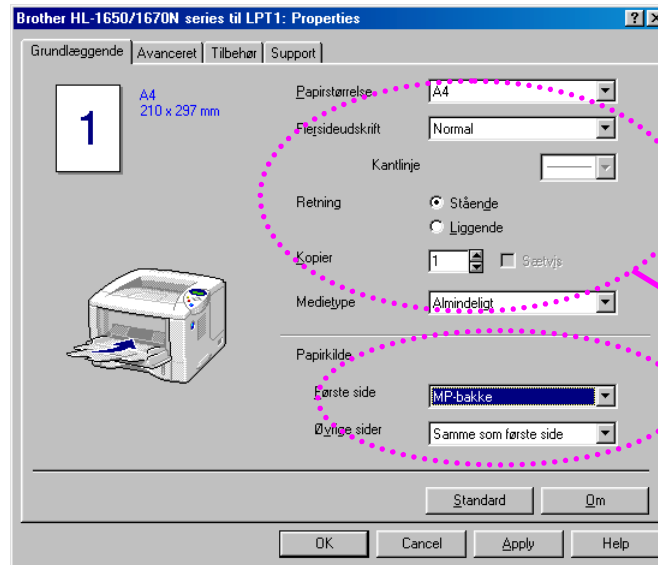 Brother HL-1650/1670N series til LPT1: Properties
Grundlæggende Avanceret Tilbehør Support
1
A4
210 x 297 mm
Papirstørrelse A4
Flersideudskrift Normal
Kantlinje
Retning Stående
Liggende
Kopier 1 Sætvis
Medietype Almindeligt
Papirkilde
Første side MP-bakke
Øvrige sider Samme som første side
Standard Om
OK Cancel Apply Help